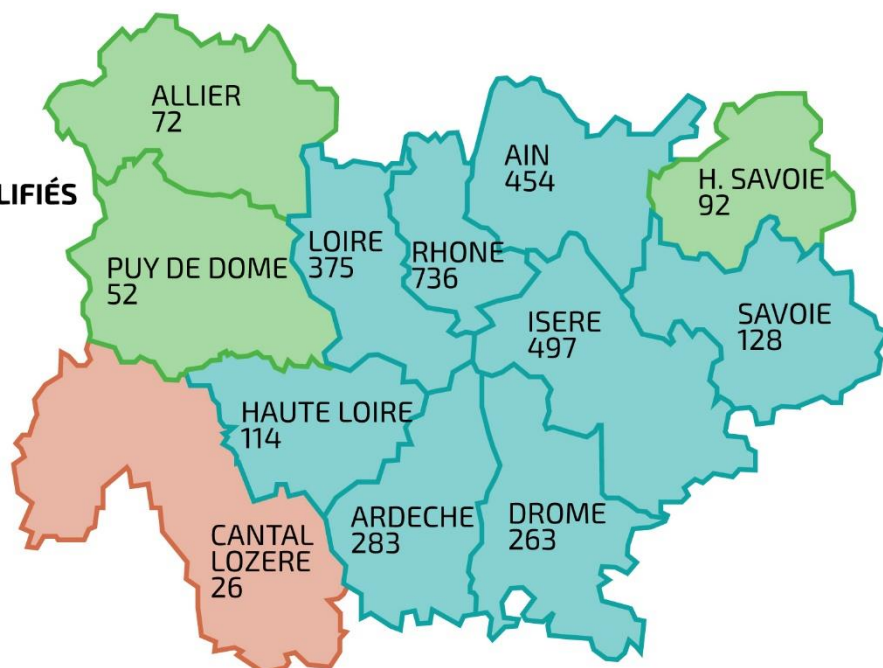 ALLIER
72
LIFIÉS
AIN
454
H. SAVOIE
92
PUY DE DOME
52
LOIRE
375
RHONE
736
ISERE
497
SAVOIE
128
HAUTE LOIRE
114
CANTAL
LOZERE
26
ARDECHE
283
DROME
263